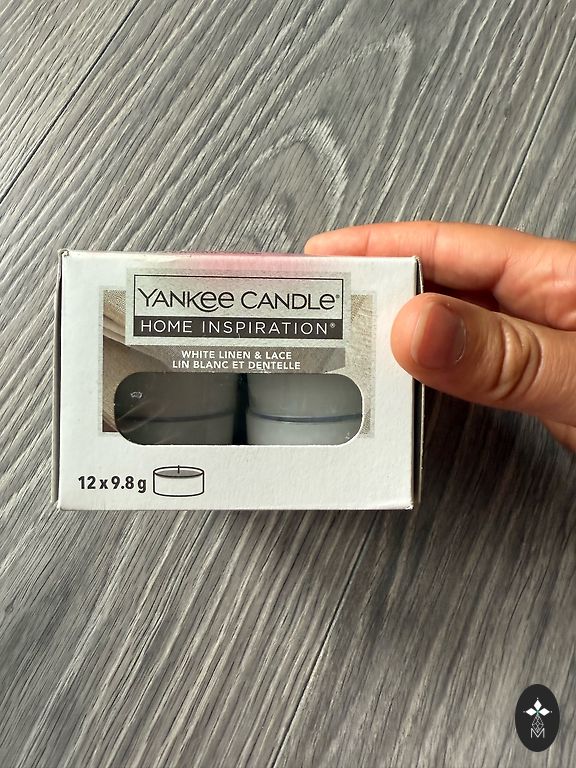 YANKEE CANDLE®
HOME INSPIRATION®
WHITE LINEN & LACE
LIN BLANC ET DENTELLE
12 x 9.8 g
M